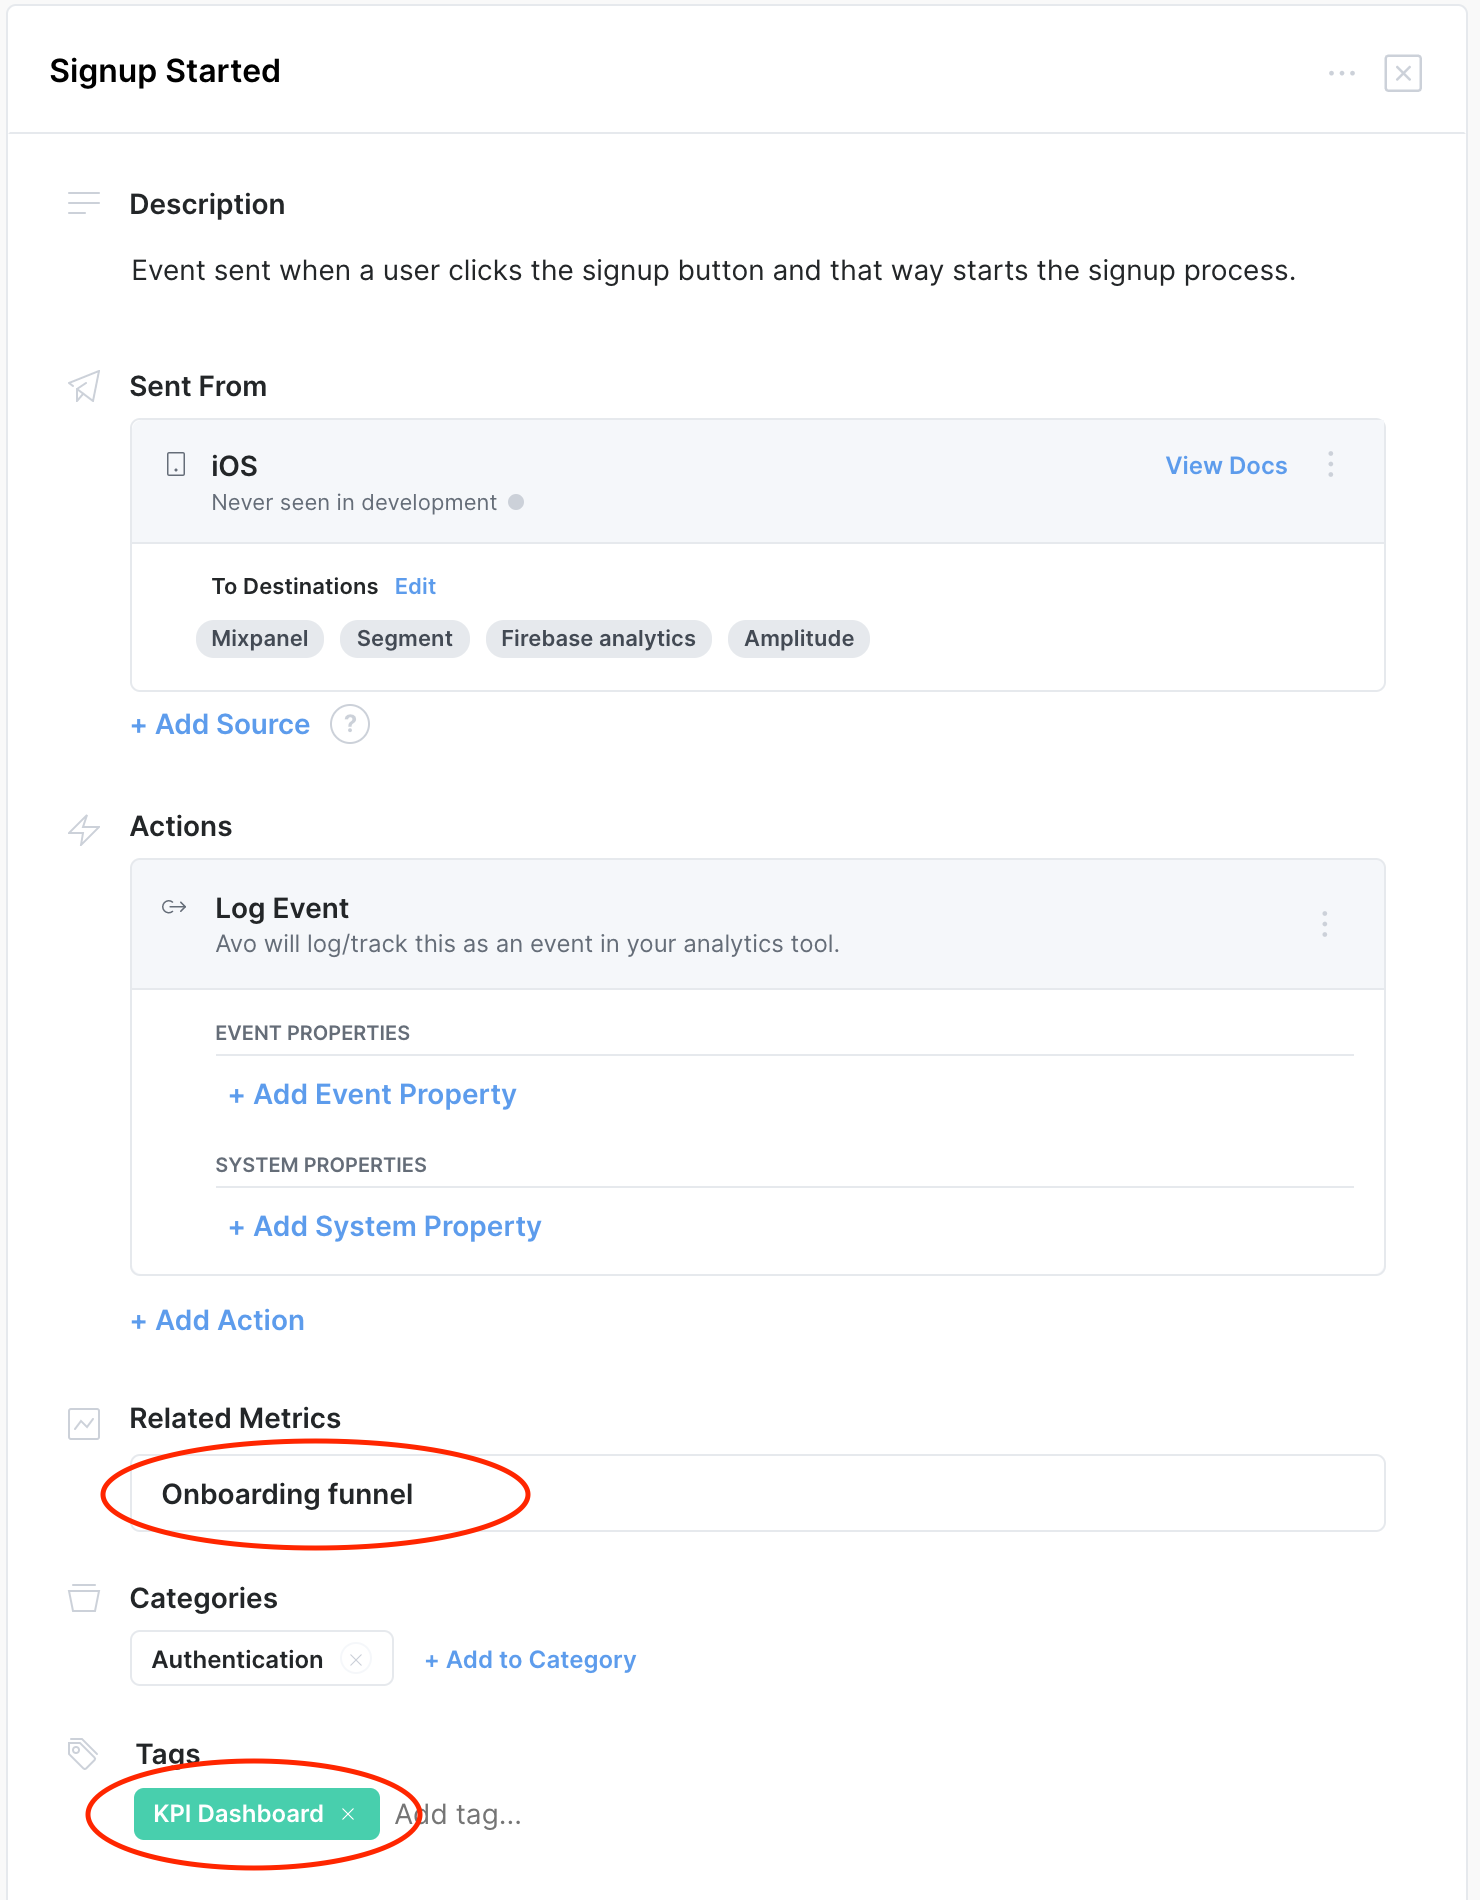 Signup Started
Description
Event sent when a user clicks the signup button and that way starts the signup process.
Sent From
iOS
View Docs
Never seen in development
To Destinations Edit
Mixpanel Segment Firebase analytics Amplitude
+ Add Source ?
Actions
Log Event
Avo will log/track this as an event in your analytics tool.
EVENT PROPERTIES
+ Add Event Property
SYSTEM PROPERTIES
+ Add System Property
+ Add Action
Related Metrics
Onboarding funnel
Categories
Authentication + Add to Category
Tags
KPI Dashboard Add tag...